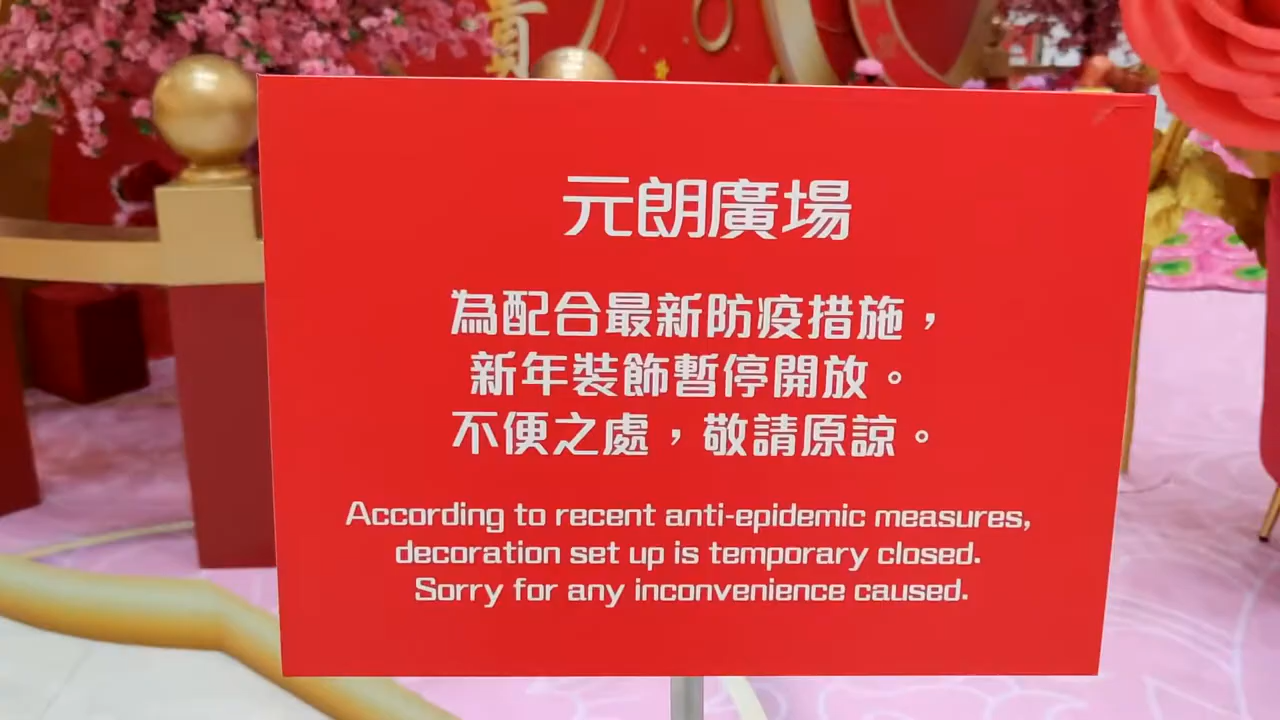 元朗廣場
為配合最新防疫措施，
新年裝飾暫停開放。
不便之處，敬請原諒。
According to recent anti-epidemic measures,
decoration set up is temporary closed.
Sorry for any inconvenience caused.